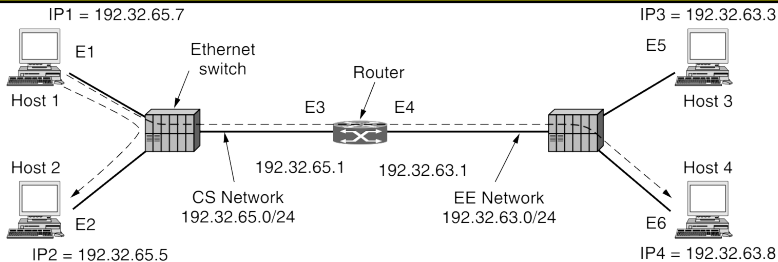 IP1 = 192.32.65.7
IP3 = 192.32.63.3
E1
Ethernet
switch
Router
E5
Host 1
E3
E4
Host 3
Host 2
192.32.65.1
192.32.63.1
Host 4
CS Network
192.32.65.0/24
EE Network
192.32.63.0/24
E2
E6
IP2 = 192.32.65.5
IP4 = 192.32.63.8